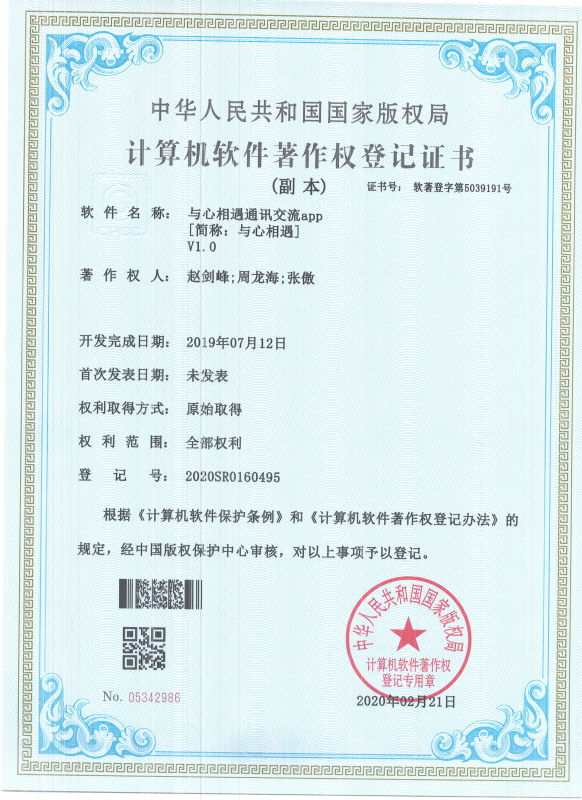 中华人民共和国国家版权局
计算机软件著作权登记证书
(副本)
证书号： 软著登字第5039191号
软件名称： 与心相遇通讯交流app
[简称：与心相遇]
V1.0
著作权人： 赵剑峰;周龙海;张傲
开发完成日期： 2019年07月12日
首次发表日期： 未发表
权利取得方式： 原始取得
权利范围： 全部权利
登记号： 2020SR0160495
根据《计算机软件保护条例》和《计算机软件著作权登记办法》的
规定，经中国版权保护中心审核，对以上事项予以登记。
中华人民共和国国家版权局
计算机软件著作权
登记专用章
No. 05342986
2020年02月21日